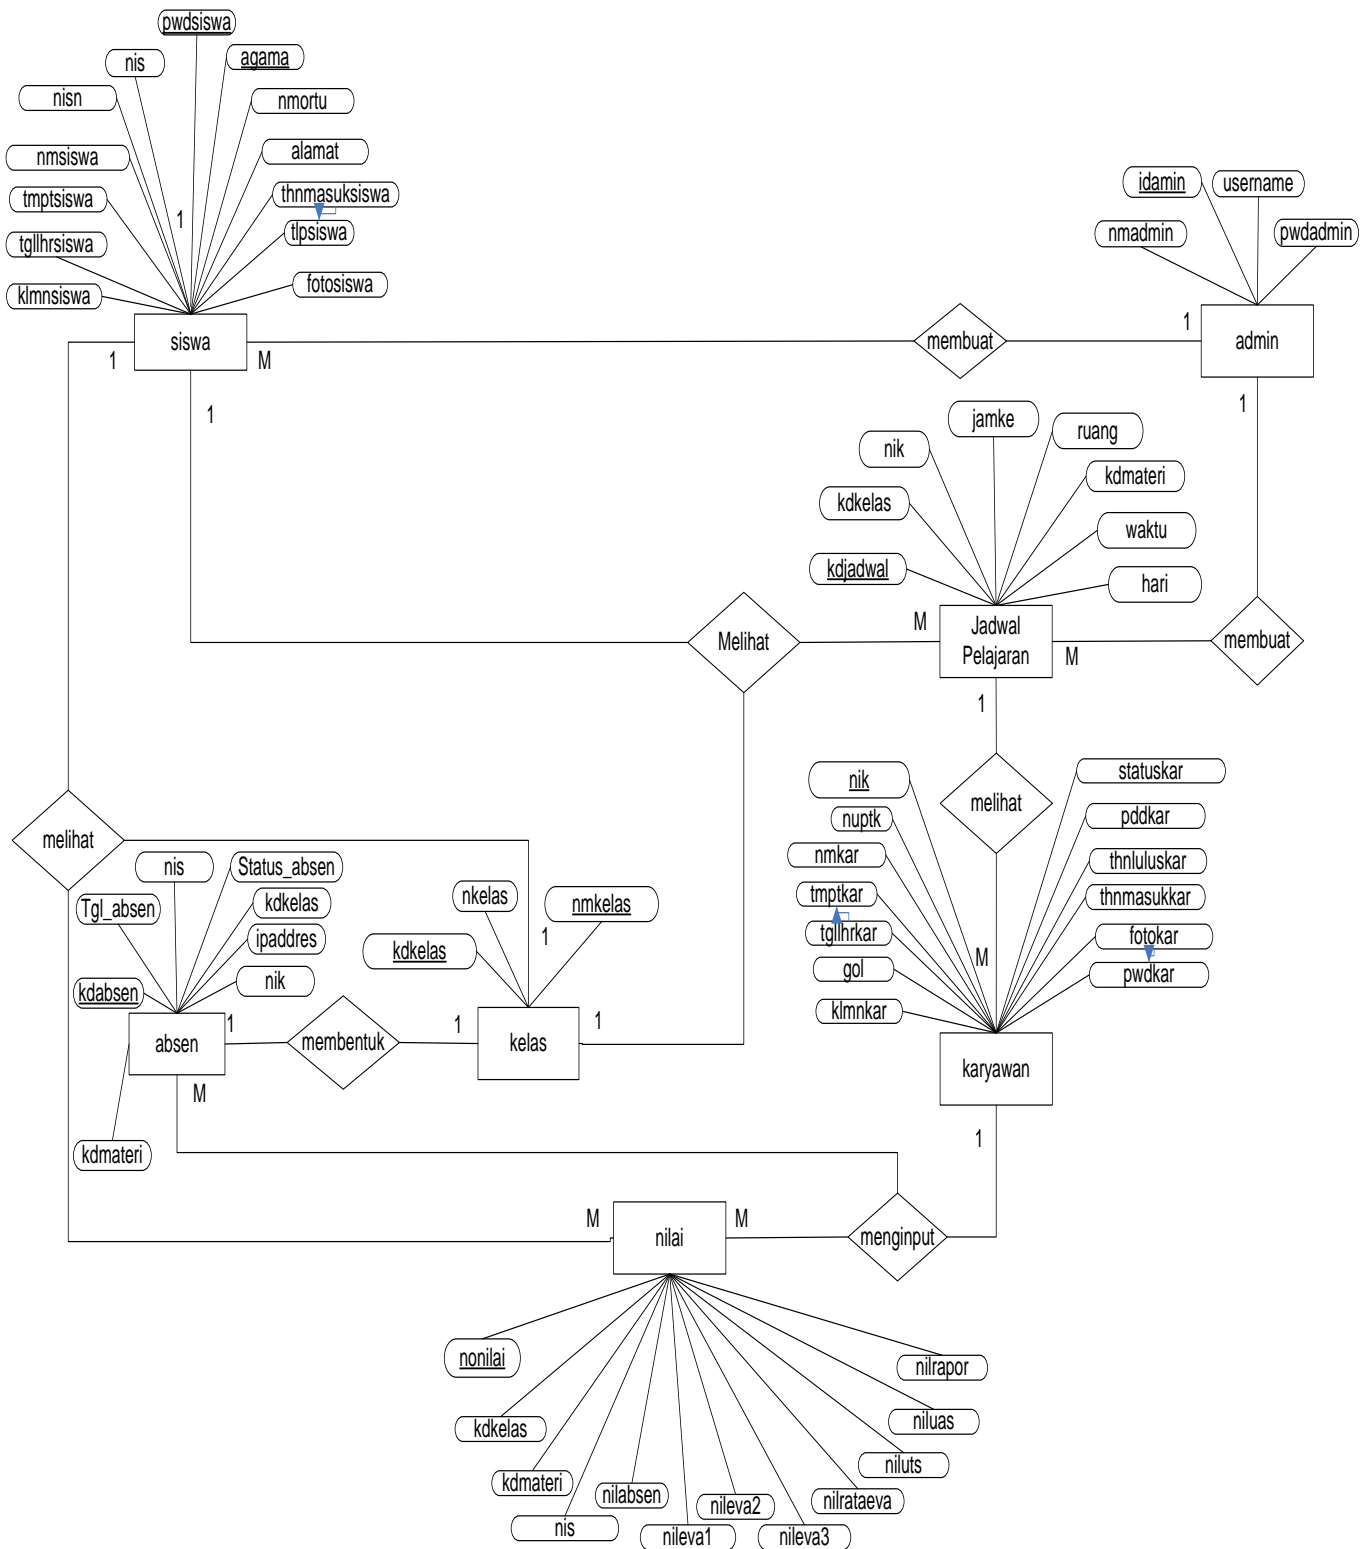 pwdsiswa
nis
agama
nisn
nmortu
nmsiswa
alamat
tmptsiswa
thnmasuksiswa
1
tlpsiswa
tgllhrsiswa
klmnsiswa
fotosiswa
idamin
username
nmadmin
pwdadmin
siswa
1
M
membuat
1
admin
1
1
jamke
nik
ruang
kdkelas
kdmateri
waktu
kdjadwal
hari
Melihat
M
Jadwal
Pelajaran
M
membuat
1
melihat
nik
statuskar
nuptk
pddkar
nmkar
thnluluskar
tmptkar
thnmasukkar
tgllhrkar
fotokar
gol
M
pwdkar
klmnkar
karyawan
1
melihat
nis
Status_absen
Tgl_absen
kdkelas
ipaddres
kdabsen
nik
absen
1
M
kdmateri
membentuk
nkelas
nmkelas
kdkelas
1
1
kelas
1
M
nilai
M
menginput
nonilai
nilrapor
kdkelas
niluas
kdmateri
niluts
nilabsen
nilrataeva
nis
nileva2
nileva1
nileva3